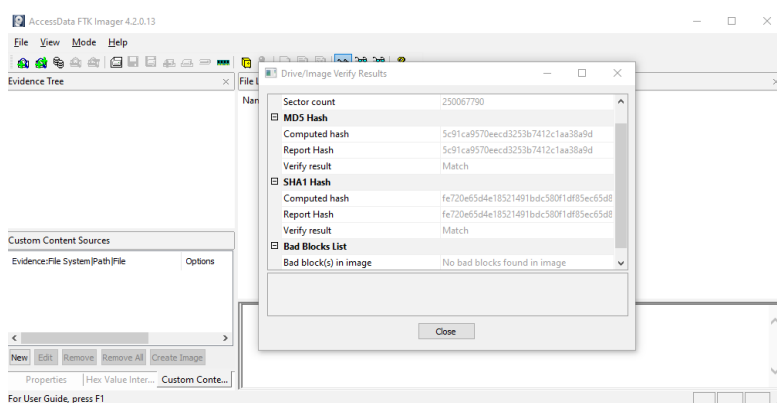 AccessData FTK Imager 4.2.0.13
File View Mode Help
Evidence Tree
File L
Nan
Drive/Image Verify Results
Sector count 250067790
MD5 Hash
Computed hash 5c91ca9570eecd3253b7412c1aa38a9d
Report Hash 5c91ca9570eecd3253b7412c1aa38a9d
Verify result Match
SHA1 Hash
Computed hash fe720e65d4e18521491bdc580f1df85ec65d8
Report Hash fe720e65d4e18521491bdc580f1df85ec65d8
Verify result Match
Bad Blocks List
Bad block(s) in image No bad blocks found in image
Close
Custom Content Sources
Evidence:File System|Path|File Options
New Edit Remove Remove All Create Image
Properties Hex Value Inter... Custom Conte...
For User Guide, press F1